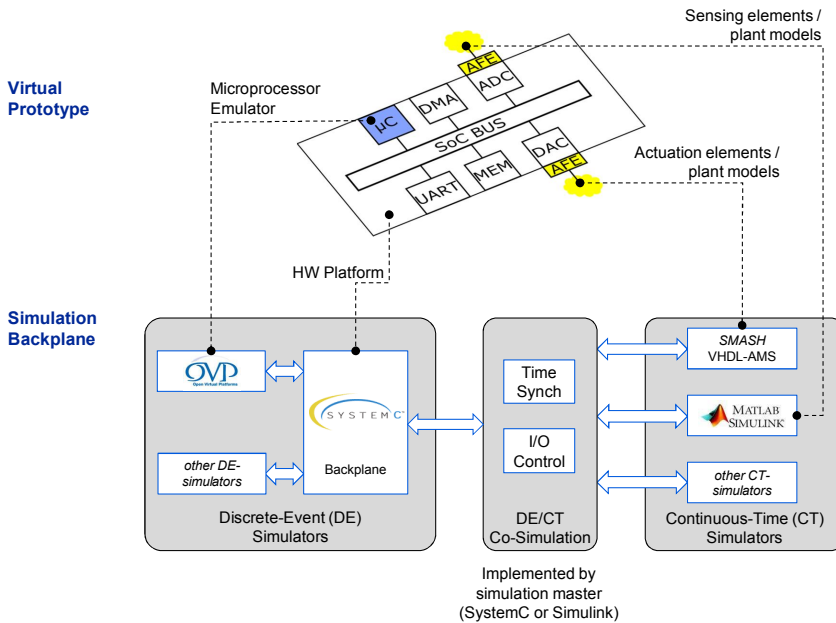 Sensing elements /
plant models
Virtual
Prototype
Microprocessor
Emulator
AFE
ADC
DMA
µC
SoC BUS
DAC
AFE
MEM
UART
Actuation elements /
plant models
HW Platform
Simulation
Backplane
OVP
Open Virtual Platforms
SYSTEM C
Backplane
other DE-
simulators
Discrete-Event (DE)
Simulators
Time
Synch
I/O
Control
DE/CT
Co-Simulation
Implemented by
simulation master
(SystemC or Simulink)
SMASH
VHDL-AMS
MATLAB
SIMULINK
other CT-
simulators
Continuous-Time (CT)
Simulators